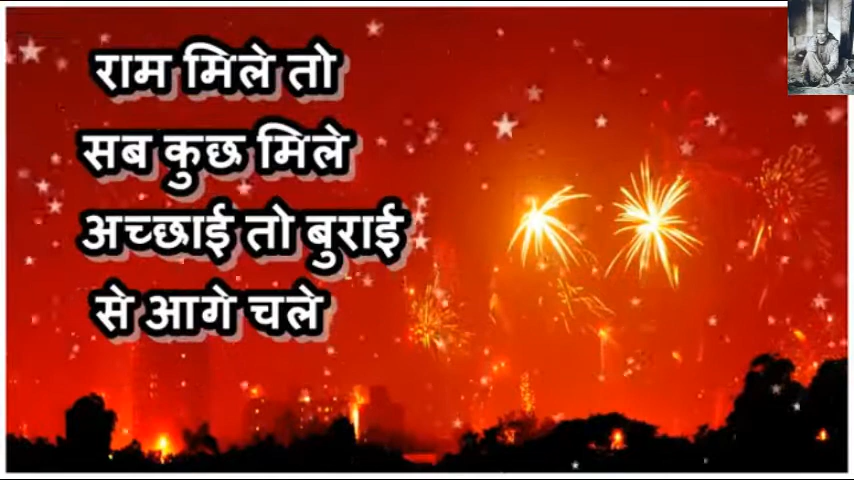 राम मिले तो
सब कुछ मिले
अच्छाई तो बुराई
से आगे चले